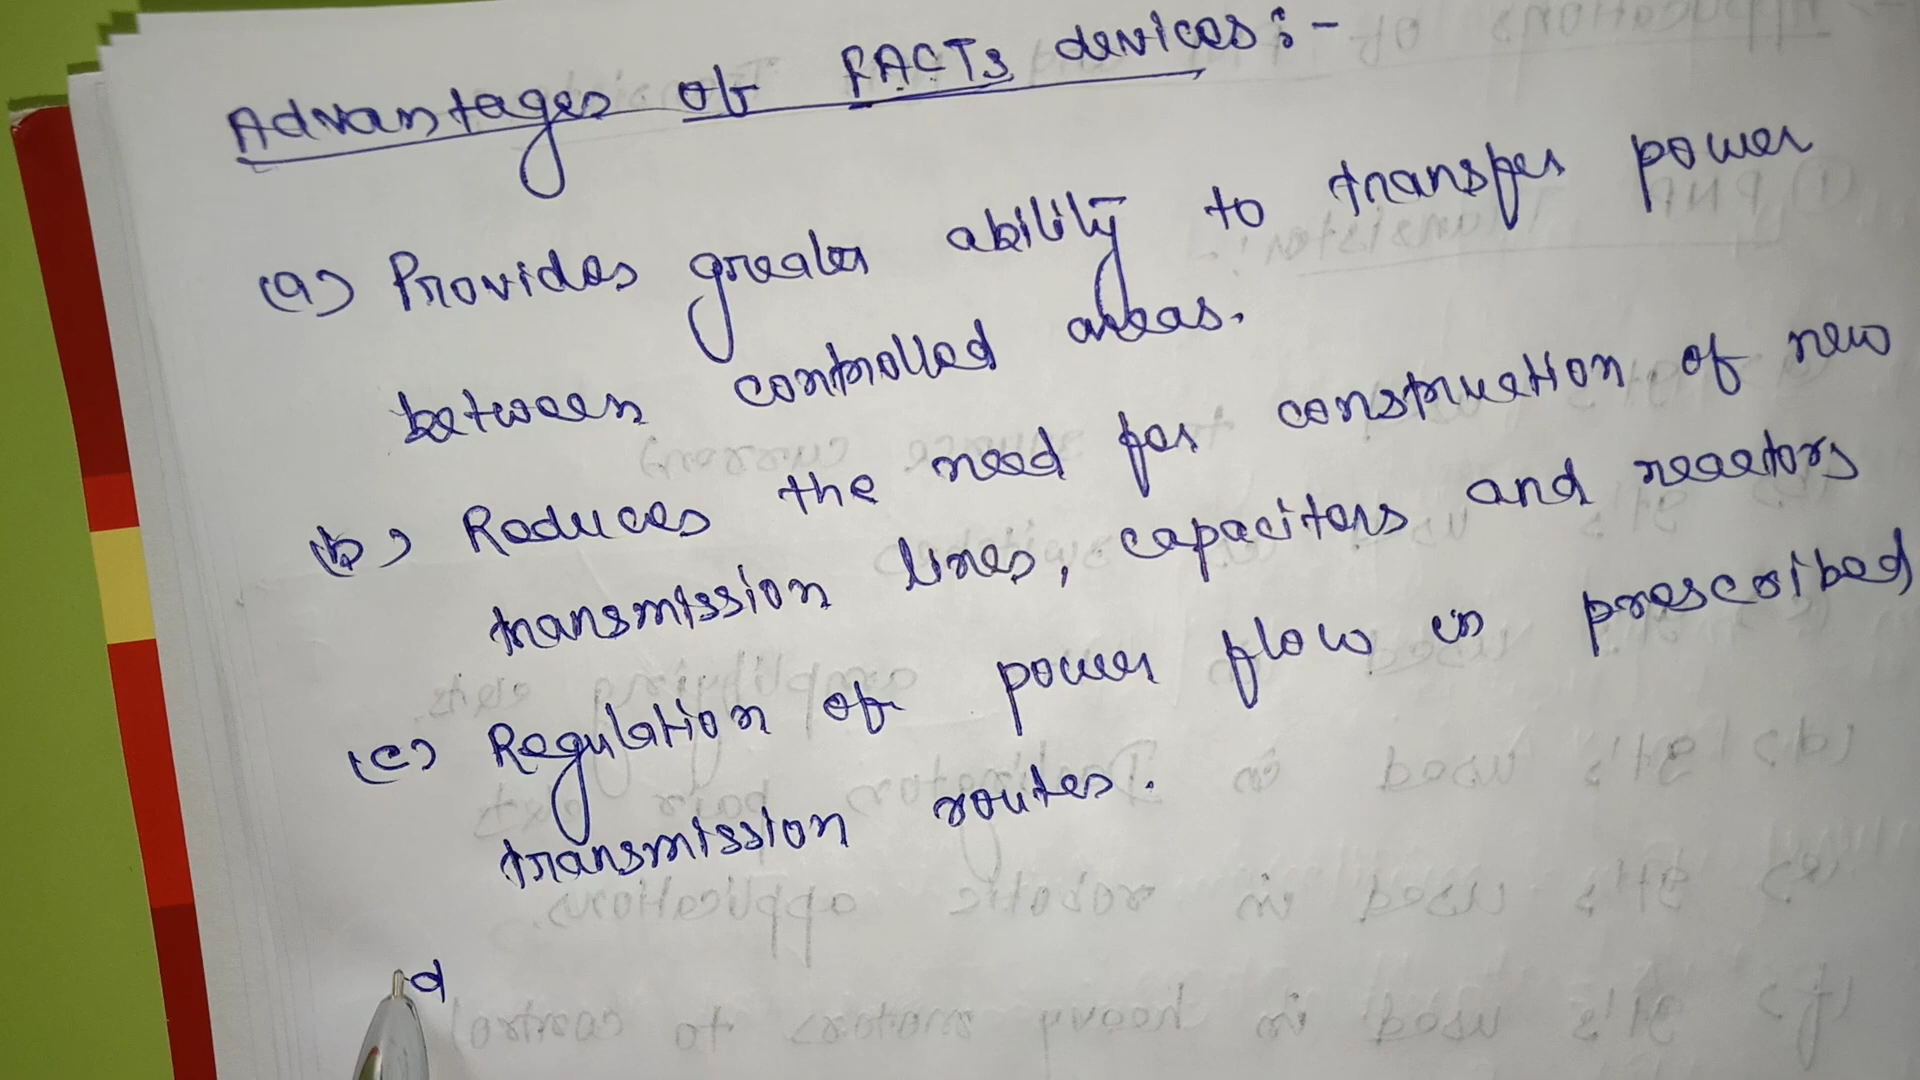 Advantages of FACTs devices:-
(a) Provides greater ability to transfer power
between controlled areas.
(b) Reduces the need for construction of new
transmission lines, capacitors and reactors
(c) Regulation of power flow in prescribed
transmission routes.
d